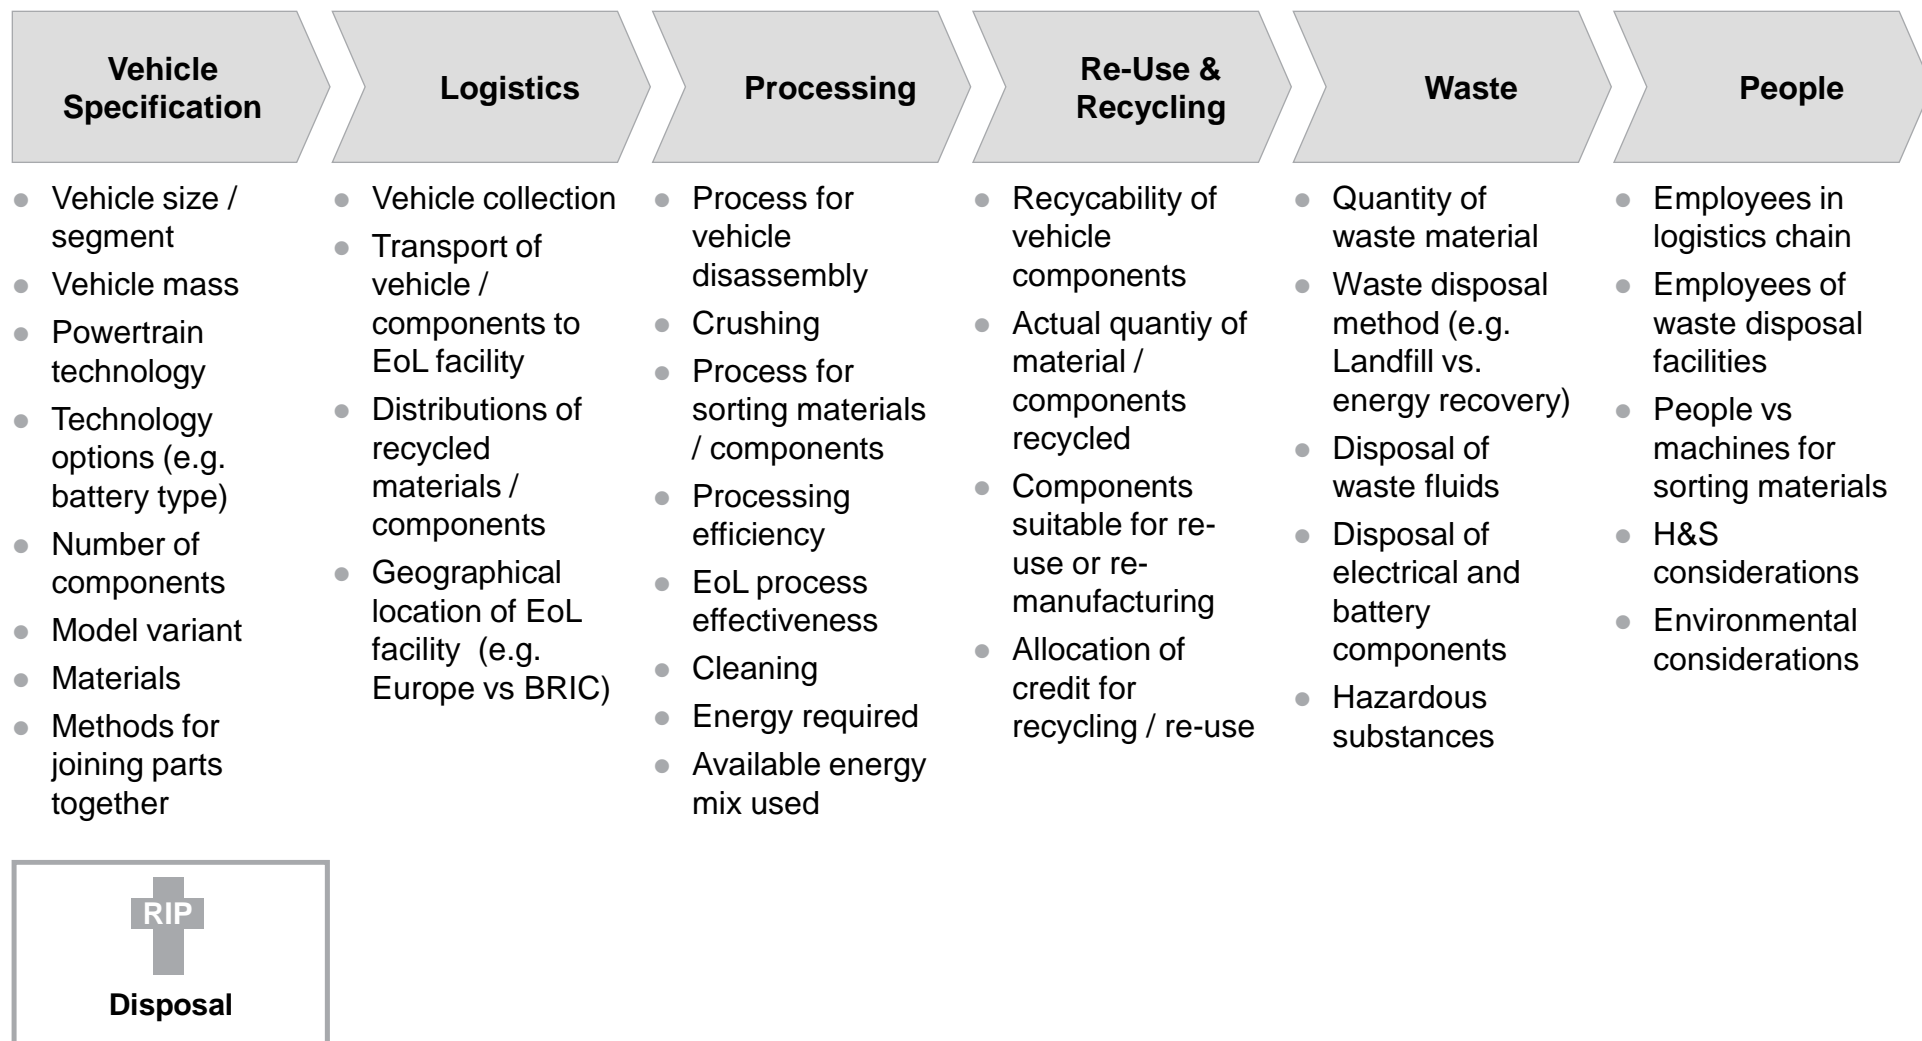 Vehicle
Specification
Logistics
Processing
Re-Use &
Recycling
Waste
People
Vehicle size /
segment
Vehicle mass
Powertrain
technology
Technology
options (e.g.
battery type)
Number of
components
Model variant
Materials
Methods for
joining parts
together
Vehicle collection
Transport of
vehicle /
components to
EoL facility
Distributions of
recycled
materials /
components
Geographical
location of EoL
facility (e.g.
Europe vs BRIC)
Process for
vehicle
disassembly
Crushing
Process for
sorting materials
/ components
Processing
efficiency
EoL process
effectiveness
Cleaning
Energy required
Available energy
mix used
Recycability of
vehicle
components
Actual quantiy of
material /
components
recycled
Components
suitable for re-
use or re-
manufacturing
Allocation of
credit for
recycling / re-use
Quantity of
waste material
Waste disposal
method (e.g.
Landfill vs.
energy recovery)
Disposal of
waste fluids
Disposal of
electrical and
battery
components
Hazardous
substances
Employees in
logistics chain
Employees of
waste disposal
facilities
People vs
machines for
sorting materials
H&S
considerations
Environmental
considerations
RIP
Disposal